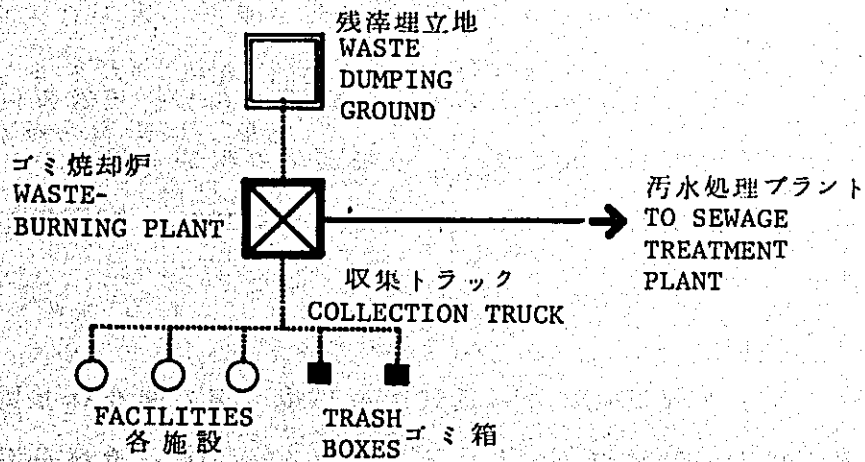 残滓埋立地
WASTE
DUMPING
GROUND
ゴミ焼却炉
WASTE-
BURNING PLANT
汚水処理プラント
TO SEWAGE
TREATMENT
PLANT
収集トラック
COLLECTION TRUCK
FACILITIES
各施設
TRASH
BOXES ゴミ箱